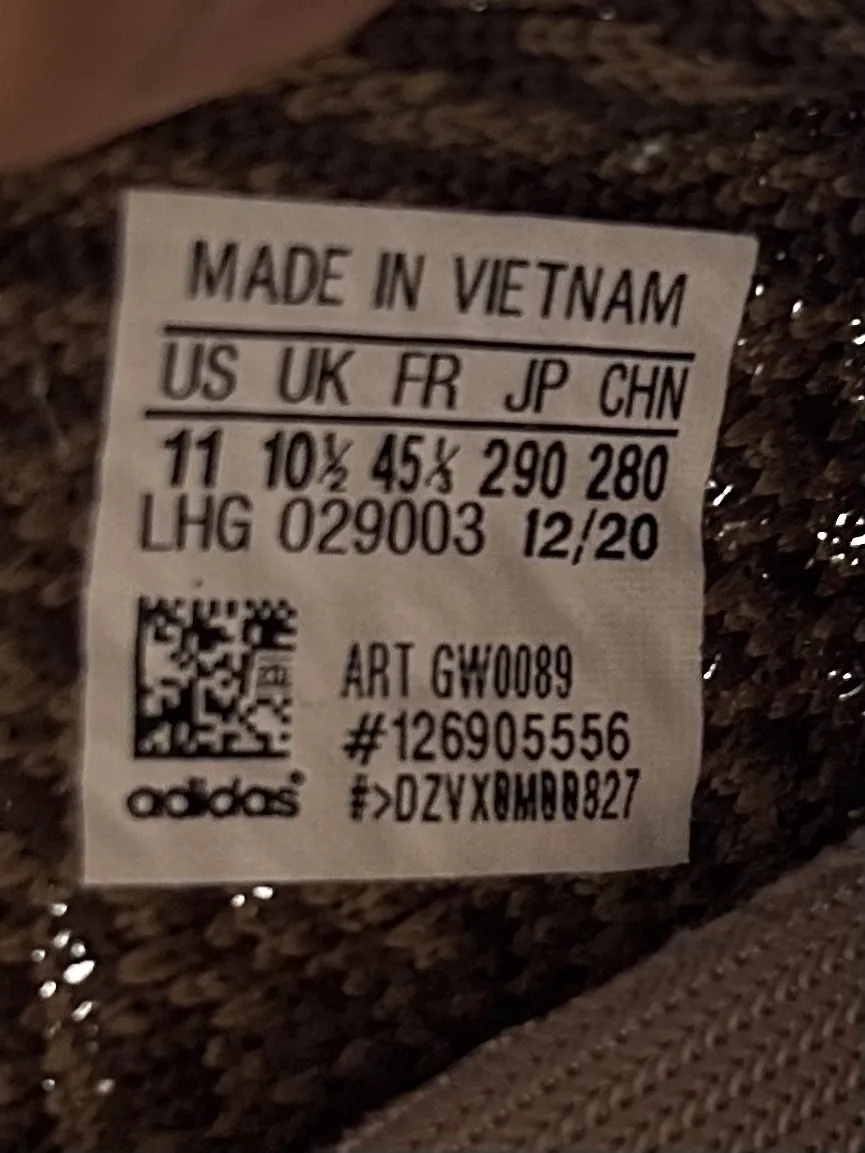 MADE IN VIETNAM
US UK FR JP CHN
11 10½ 45⅓ 290 280
LHG 029003 12/20
ART GW0089
#126905556
adidas® #>DZVX0M00827